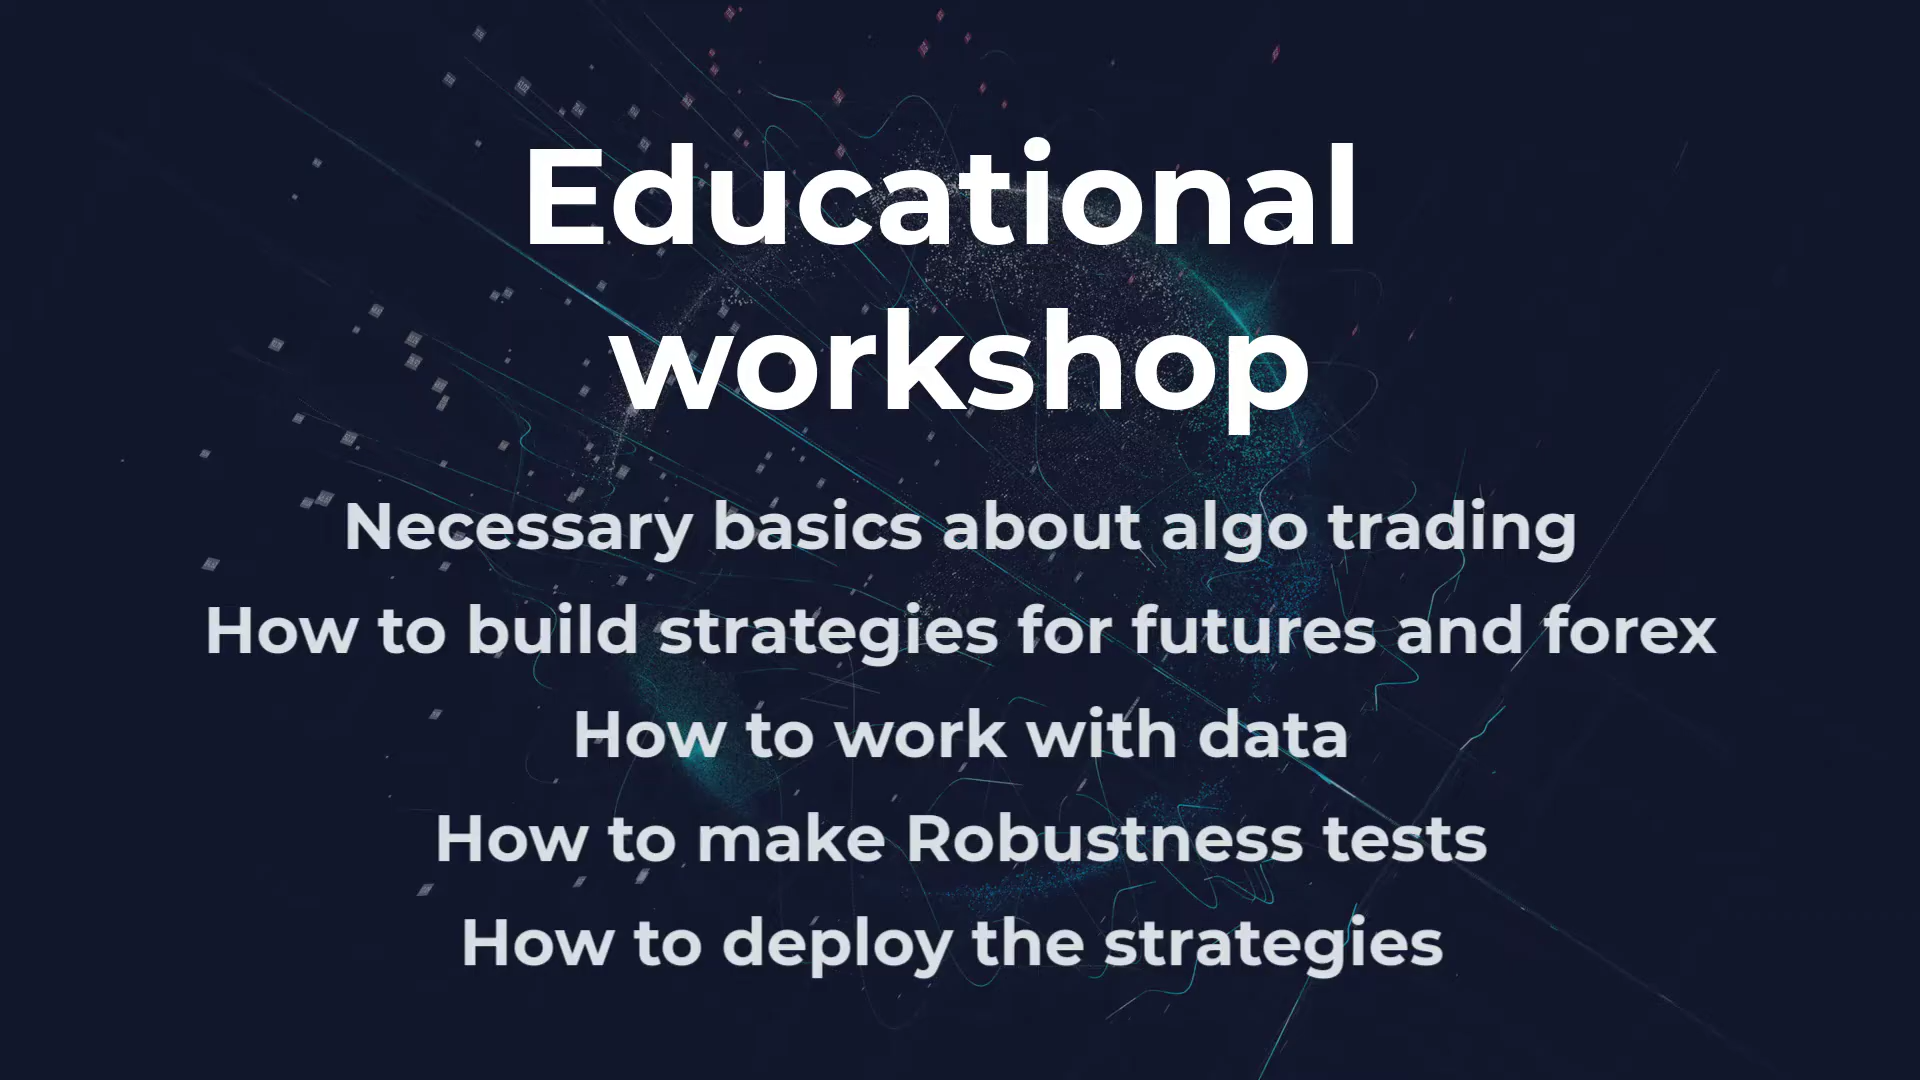 Educational
workshop
Necessary basics about algo trading
How to build strategies for futures and forex
How to work with data
How to make Robustness tests
How to deploy the strategies